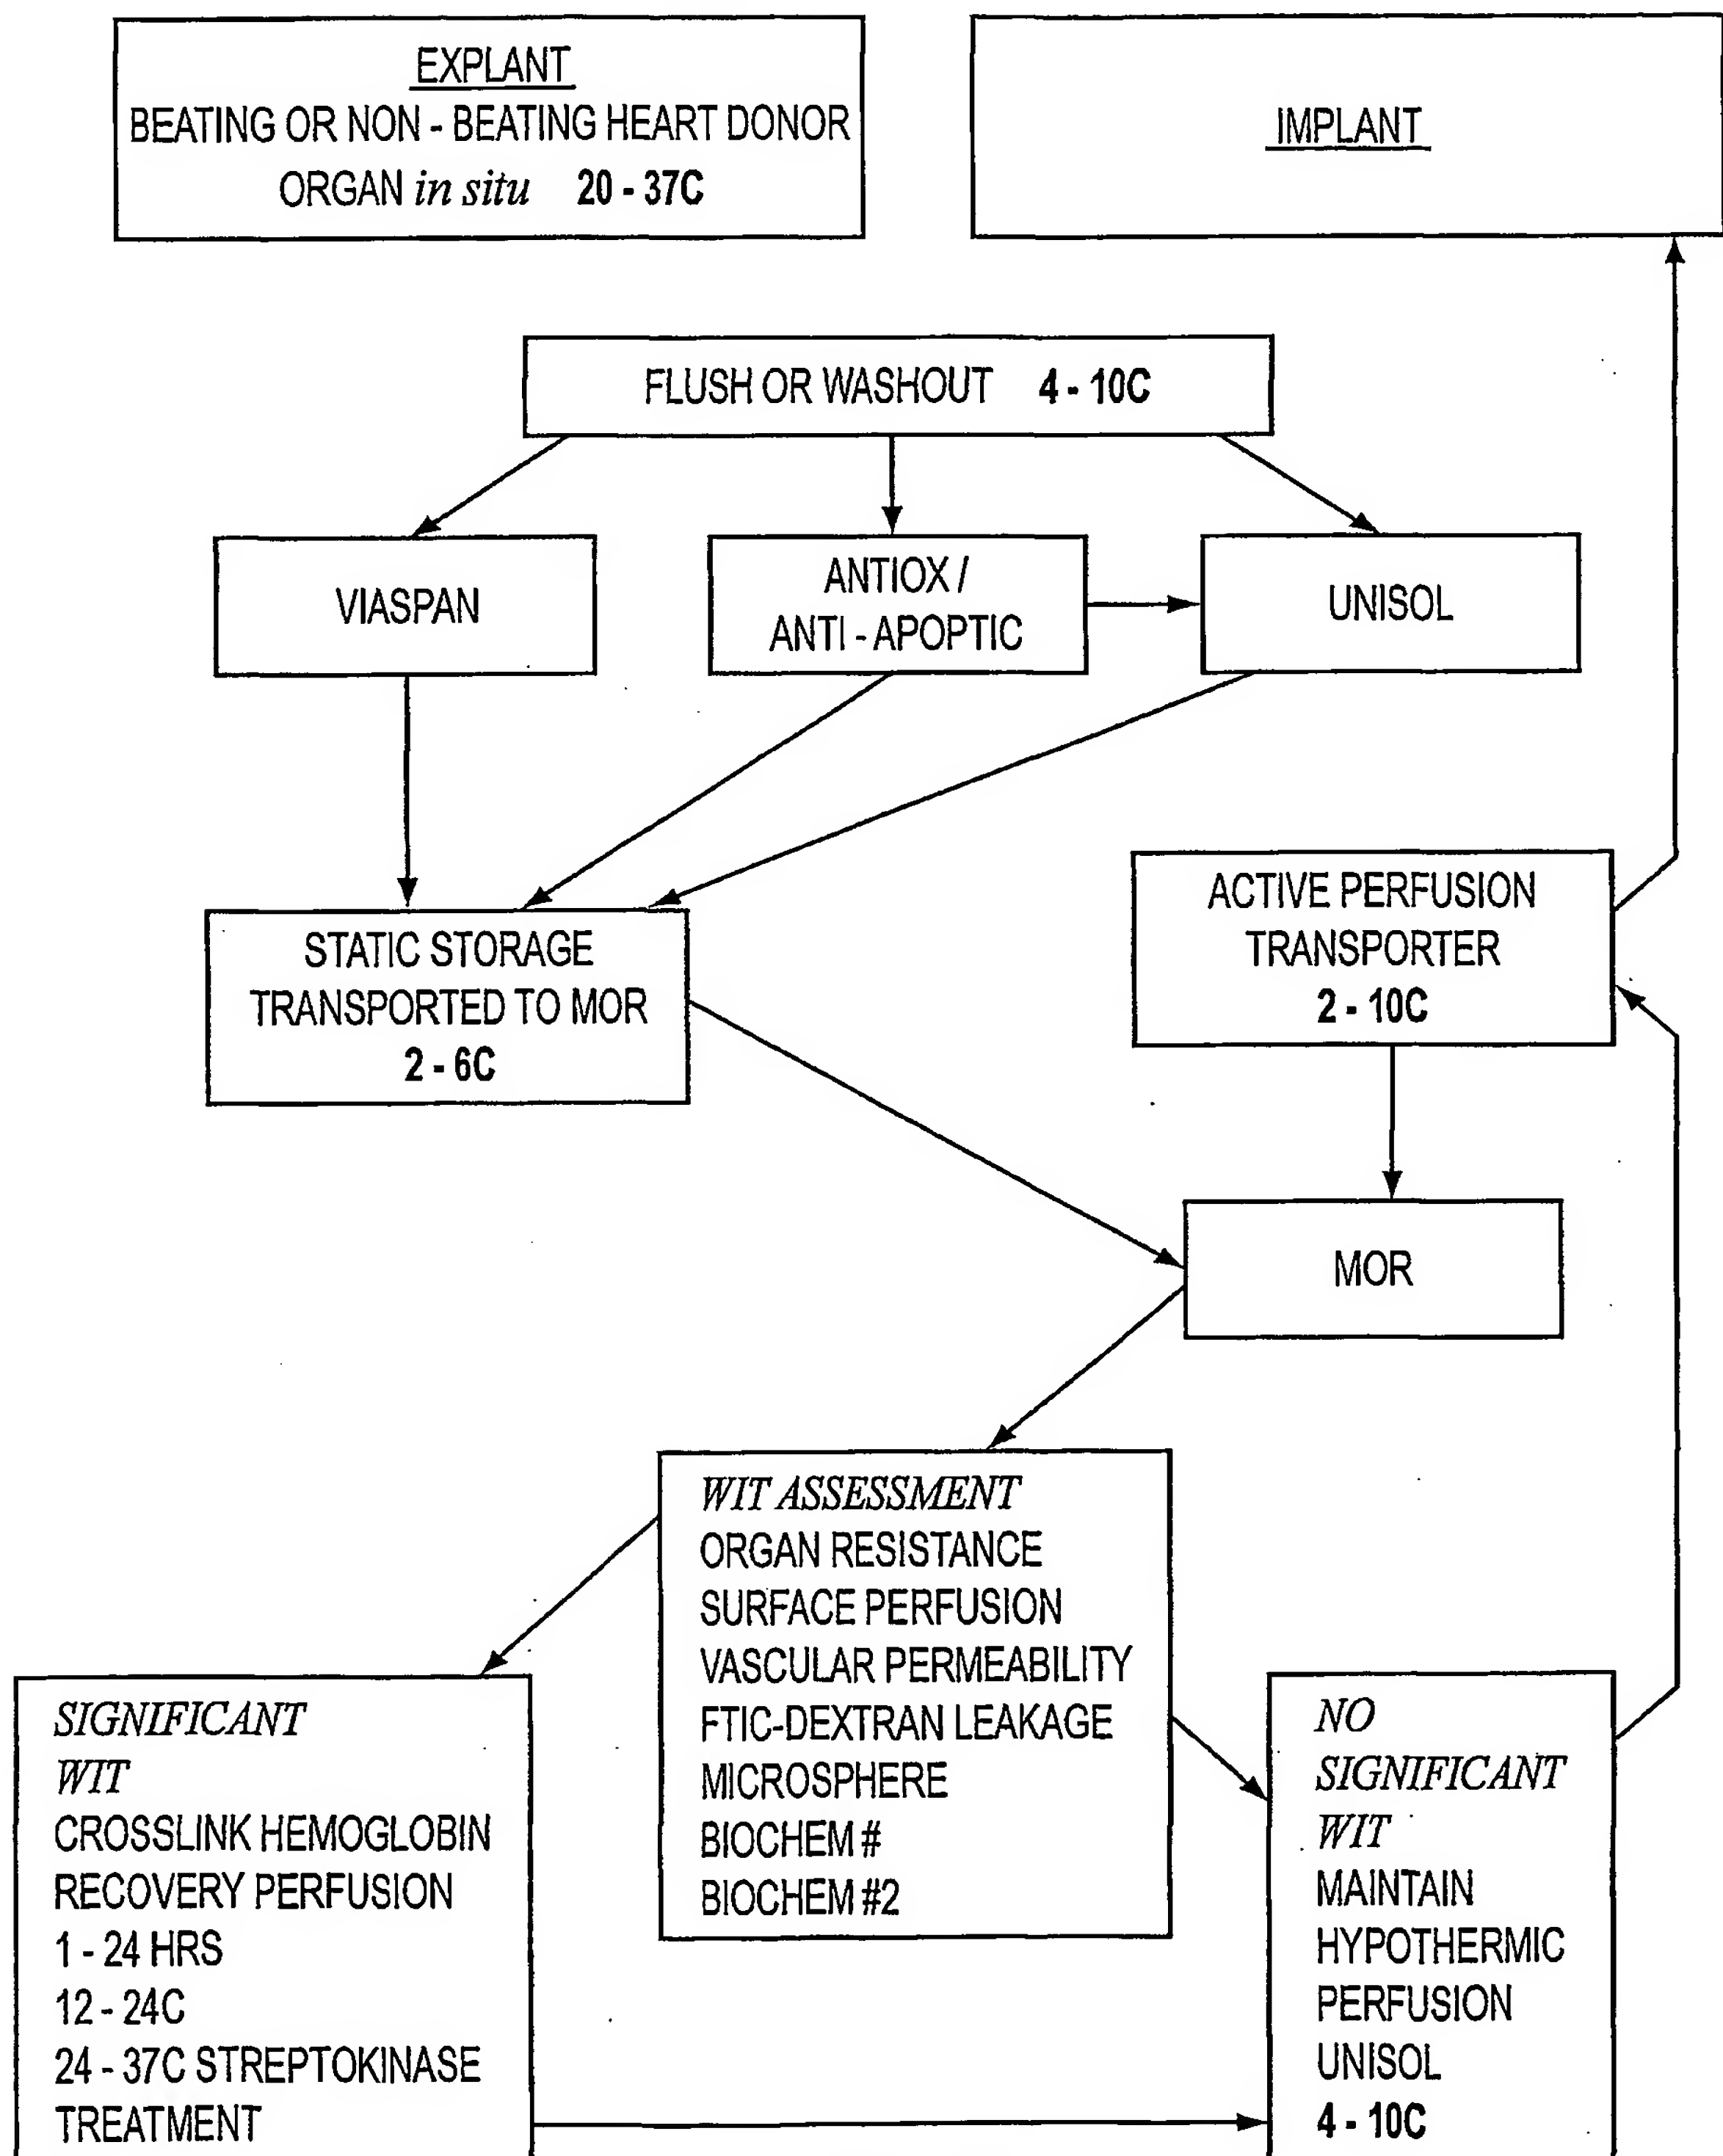 EXPLANT
BEATING OR NON - BEATING HEART DONOR
ORGAN in situ 20 - 37C
IMPLANT
FLUSH OR WASHOUT 4 - 10C
VIASPAN
ANTIOX /
ANTI - APOPTIC
UNISOL
STATIC STORAGE
TRANSPORTED TO MOR
2 - 6C
ACTIVE PERFUSION
TRANSPORTER
2 - 10C
MOR
WIT ASSESSMENT
ORGAN RESISTANCE
SURFACE PERFUSION
VASCULAR PERMEABILITY
FTIC-DEXTRAN LEAKAGE
MICROSPHERE
BIOCHEM #
BIOCHEM #2
SIGNIFICANT
WIT
CROSSLINK HEMOGLOBIN
RECOVERY PERFUSION
1 - 24 HRS
12 - 24C
24 - 37C STREPTOKINASE
TREATMENT
NO
SIGNIFICANT
WIT
MAINTAIN
HYPOTHERMIC
PERFUSION
UNISOL
4 - 10C